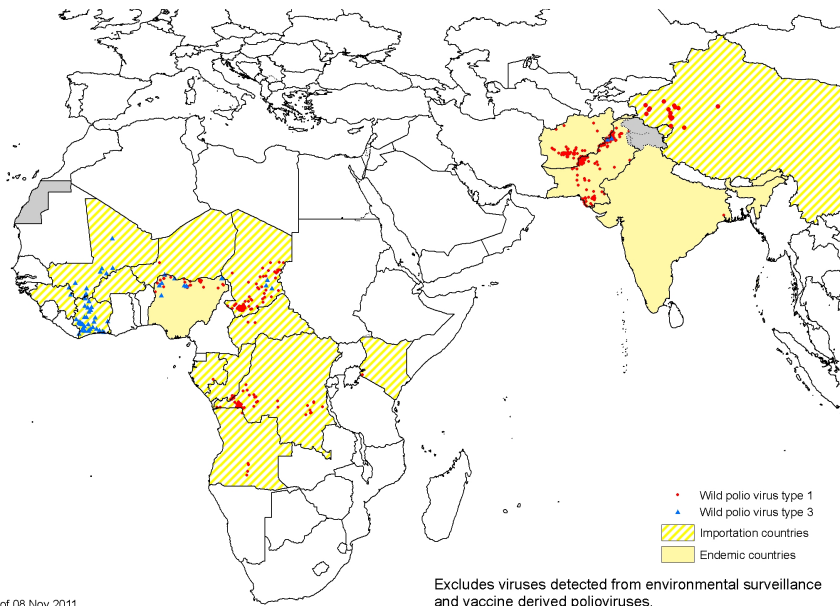 Wild polio virus type 1
Wild polio virus type 3
Importation countries
Endemic countries
Excludes viruses detected from environmental surveillance
and vaccine derived polioviruses.
of 08 Nov 2011